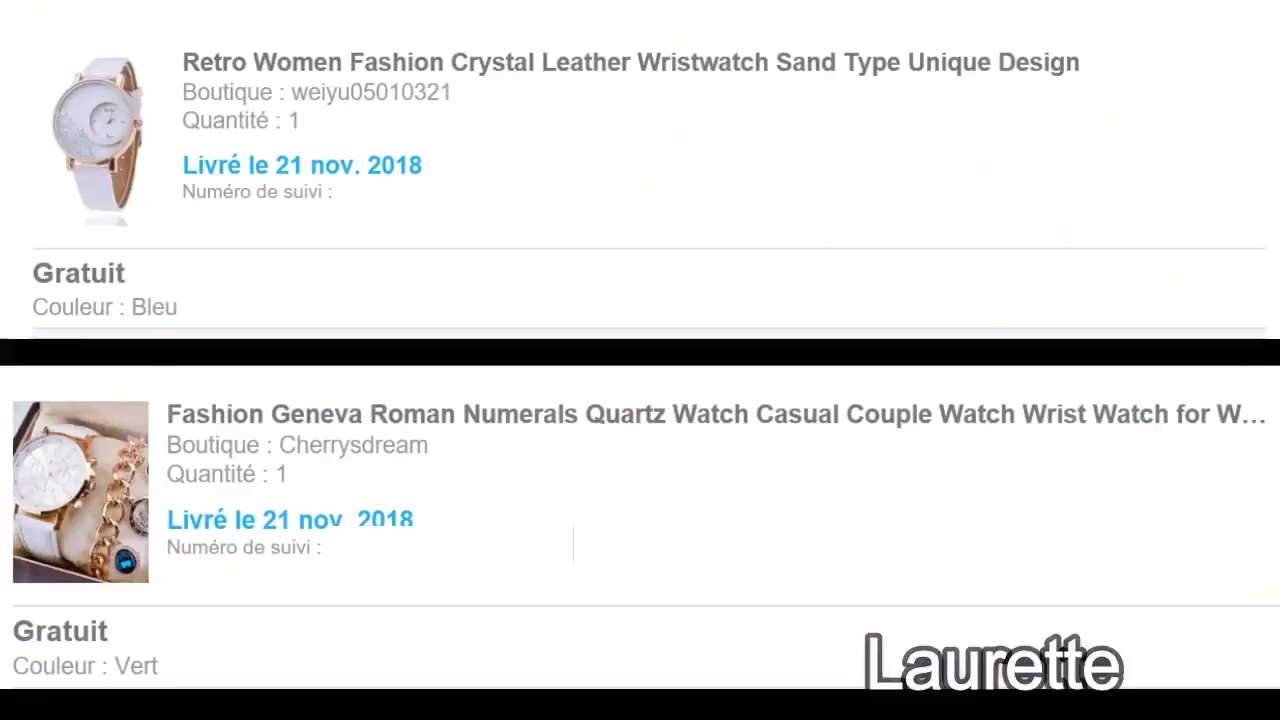 Retro Women Fashion Crystal Leather Wristwatch Sand Type Unique Design
Boutique : weiyu05010321
Quantité : 1
Livré le 21 nov. 2018
Numéro de suivi :
Gratuit
Couleur : Bleu
Fashion Geneva Roman Numerals Quartz Watch Casual Couple Watch Wrist Watch for W...
Boutique : Cherrysdream
Quantité : 1
Livré le 21 nov. 2018
Numéro de suivi :
Gratuit
Couleur : Vert
Laurette